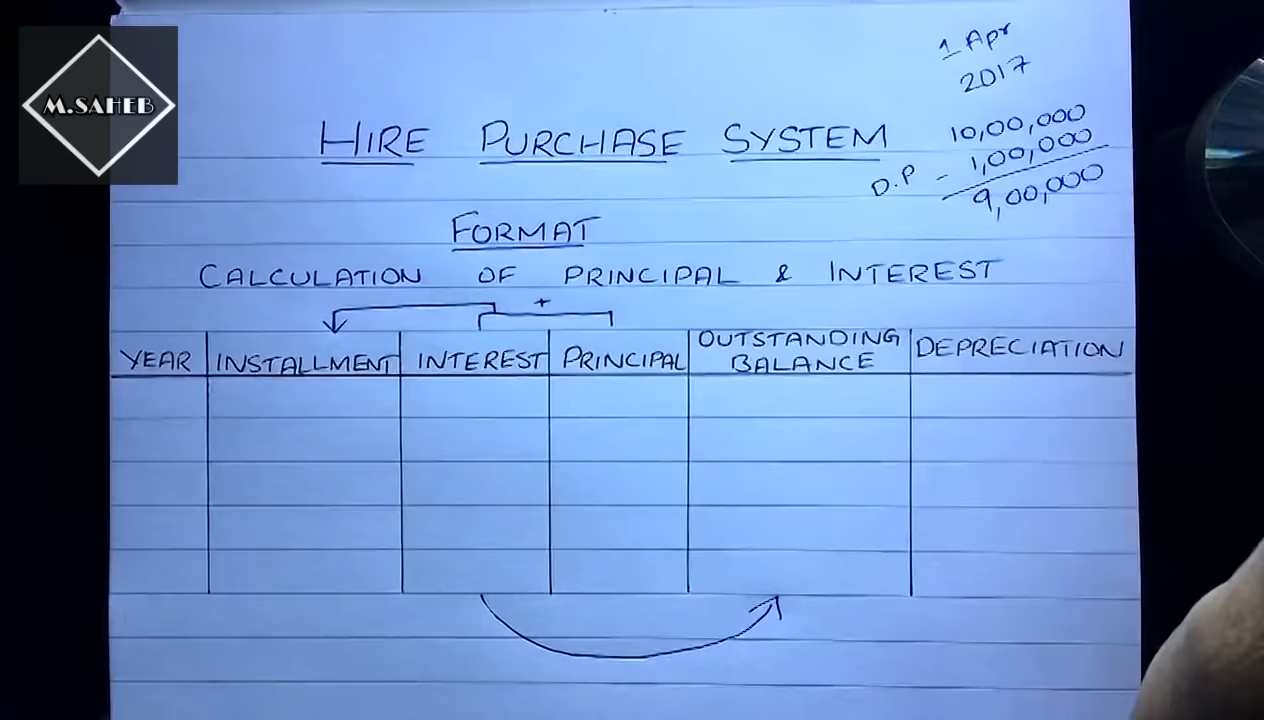 M.SAHEB
1 Apr
2017
HIRE PURCHASE SYSTEM
10,00,000
D.P - 1,00,000
9,00,000
FORMAT
CALCULATION OF PRINCIPAL & INTEREST
+
YEAR INSTALLMENT INTEREST PRINCIPAL OUTSTANDING BALANCE DEPRECIATION